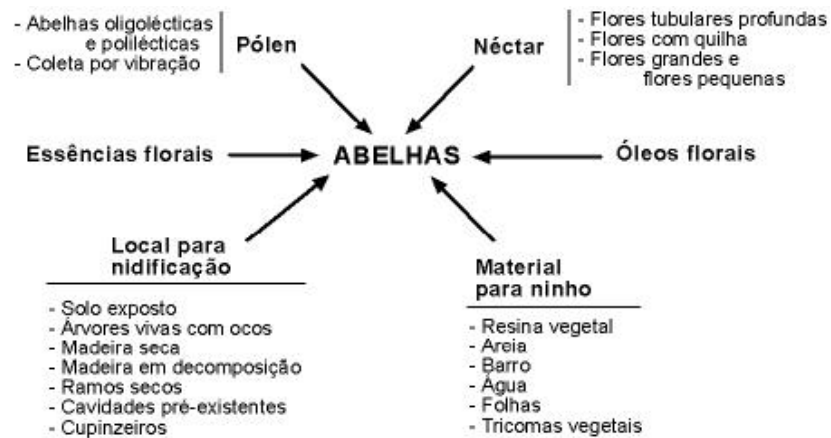 - Abelhas oligolécticas
e polilécticas
- Coleta por vibração
Pólen
Néctar
- Flores tubulares profundas
- Flores com quilha
- Flores grandes e
flores pequenas
Essências florais
ABELHAS
Óleos florais
Local para
nidificação
- Solo exposto
- Árvores vivas com ocos
- Madeira seca
- Madeira em decomposição
- Ramos secos
- Cavidades pré-existentes
- Cupinzeiros
Material
para ninho
- Resina vegetal
- Areia
- Barro
- Água
- Folhas
- Tricomas vegetais